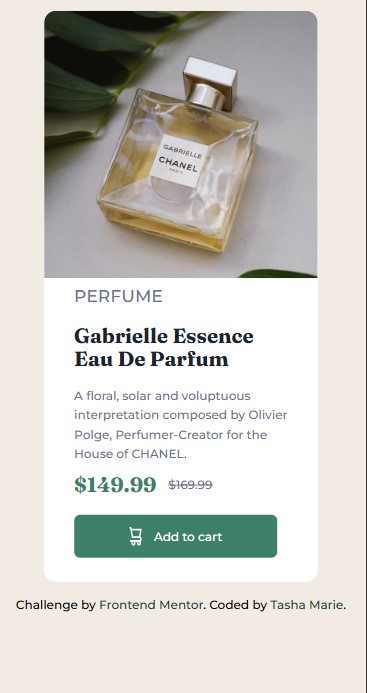 GABRIELLE
CHANEL
PARIS
PERFUME
Gabrielle Essence
Eau De Parfum
A floral, solar and voluptuous
interpretation composed by Olivier
Polge, Perfumer-Creator for the
House of CHANEL.
$149.99 $169.99
Add to cart
Challenge by Frontend Mentor. Coded by Tasha Marie.